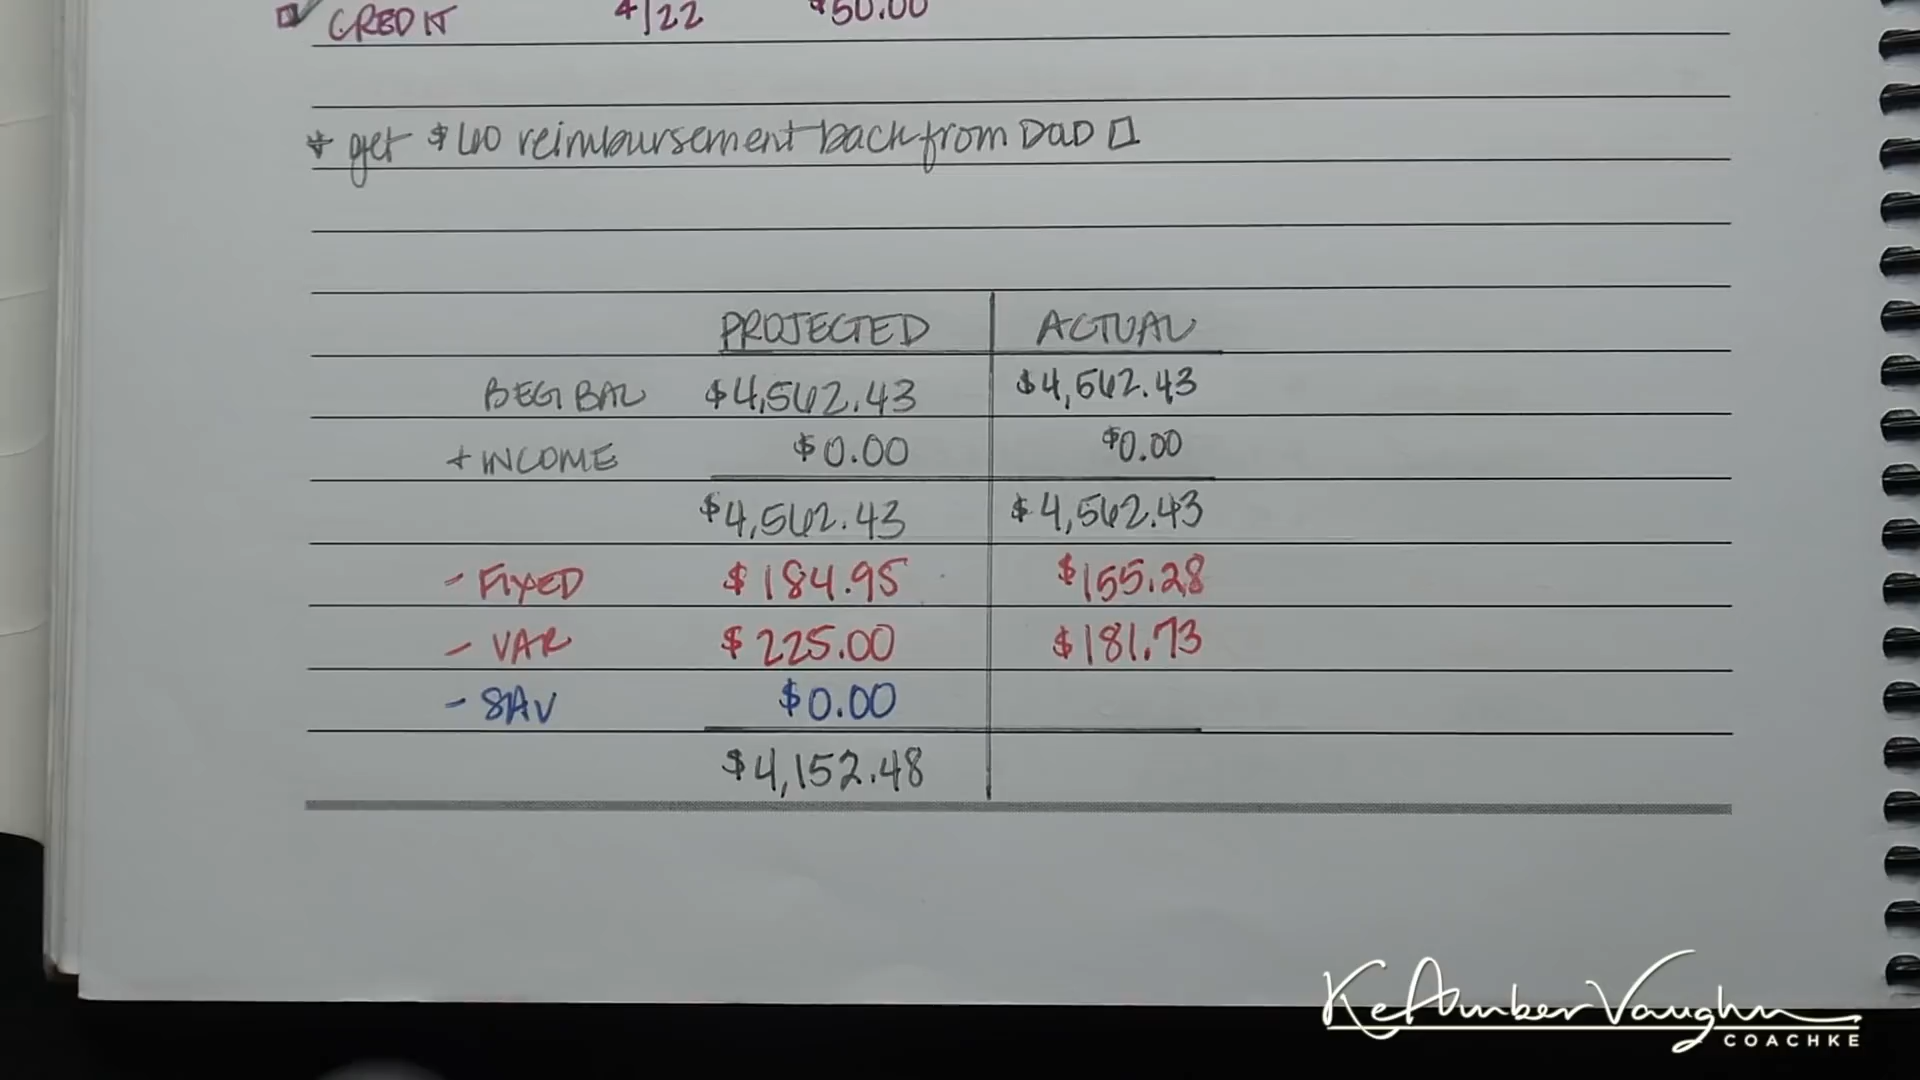 CREDIT 4/22 $50.00
* get $60 reimbursement back from DAD
PROJECTED ACTUAL
BEG BAL $4,562.43 $4,562.43
+ INCOME $0.00 $0.00
$4,562.43 $4,562.43
- FIXED $184.95 $155.28
- VAR $225.00 $181.73
- SAV $0.00
$4,152.48
KeAmber Vaughn
COACHKE